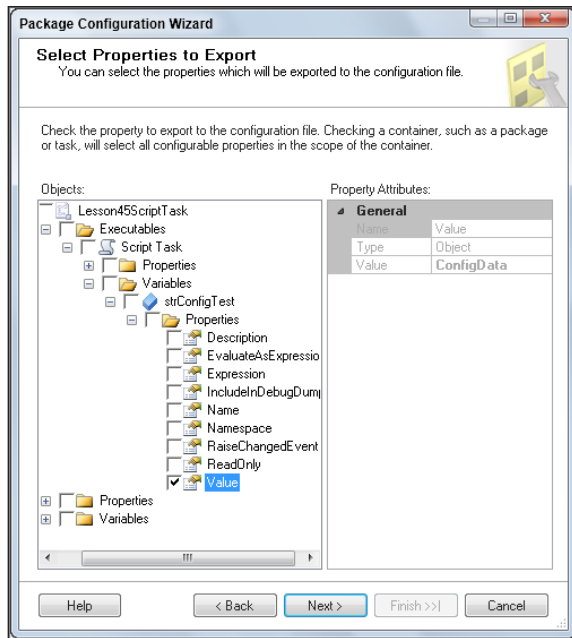 Package Configuration Wizard
Select Properties to Export
You can select the properties which will be exported to the configuration file.
Check the property to export to the configuration file. Checking a container, such as a package
or task, will select all configurable properties in the scope of the container.
Objects:
Lesson45ScriptTask
Executables
Script Task
Properties
Variables
strConfigTest
Properties
Description
EvaluateAsExpressio
Expression
IncludeInDebugDum
Name
Namespace
RaiseChangedEvent
ReadOnly
Value
Properties
Variables
Property Attributes:
General
Name Value
Type Object
Value ConfigData
Help < Back Next > Finish >>| Cancel